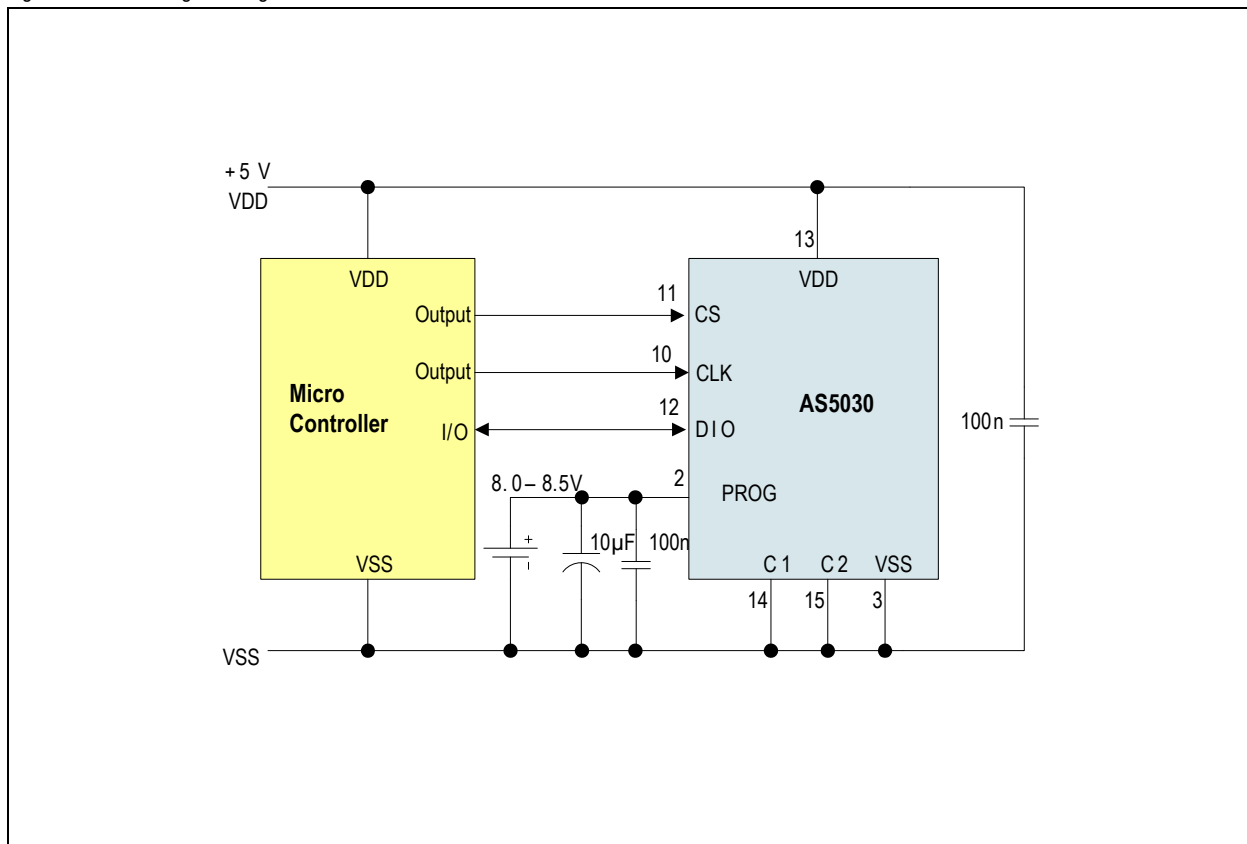 +5 V
VDD
13
VDD
VDD
Output
11
CS
Output
10
CLK
Micro
Controller
AS5030
I/O
12
DIO
100n
8.0–8.5V
2
PROG
+
10µF
100n
-
VSS
C1
C2
VSS
14
15
3
VSS